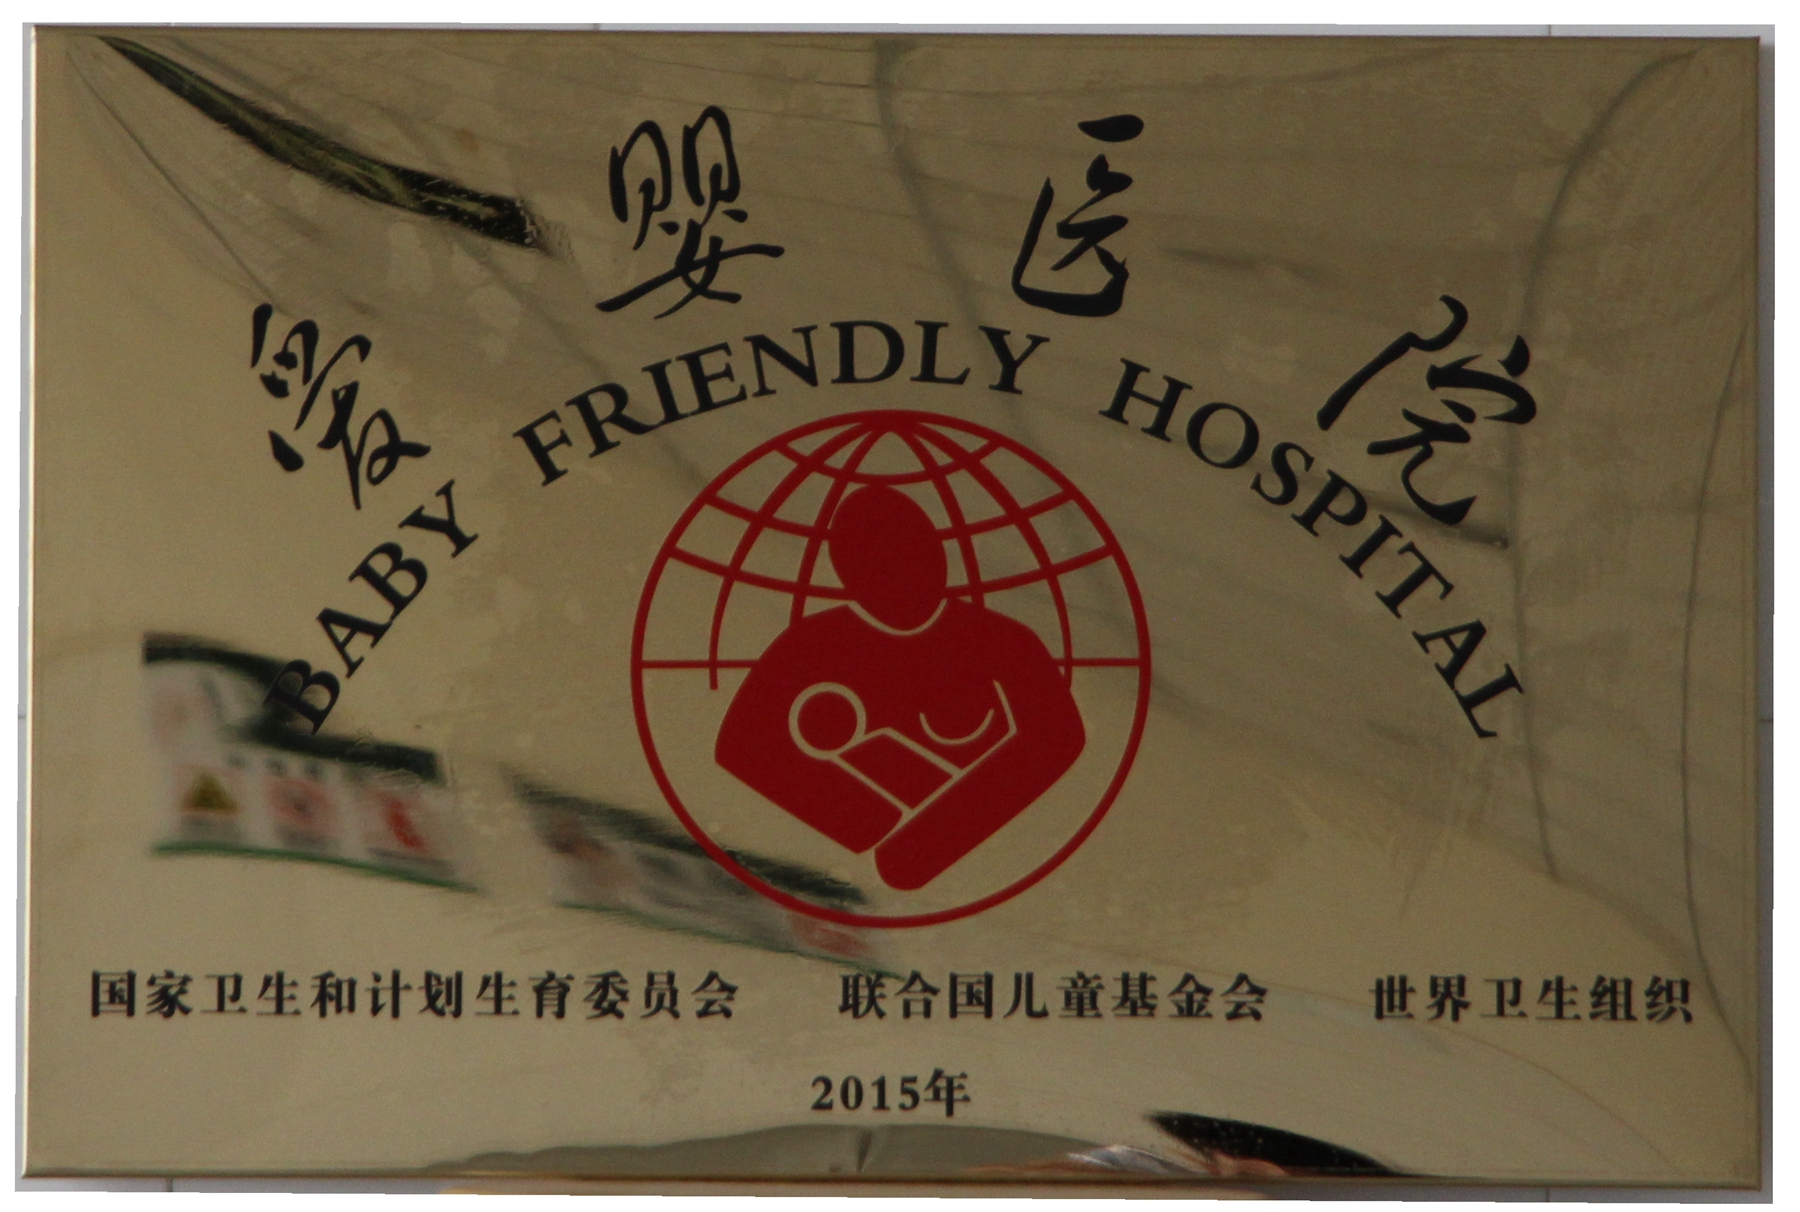 爱婴医院
BABY FRIENDLY HOSPITAL
国家卫生和计划生育委员会 联合国儿童基金会 世界卫生组织
2015年